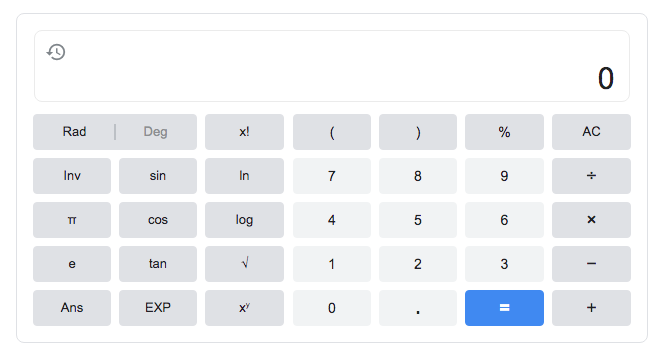 0
Rad | Deg x! ( ) % AC
Inv sin ln 7 8 9 ÷
π cos log 4 5 6 ×
e tan √ 1 2 3 −
Ans EXP xʸ 0 . = +